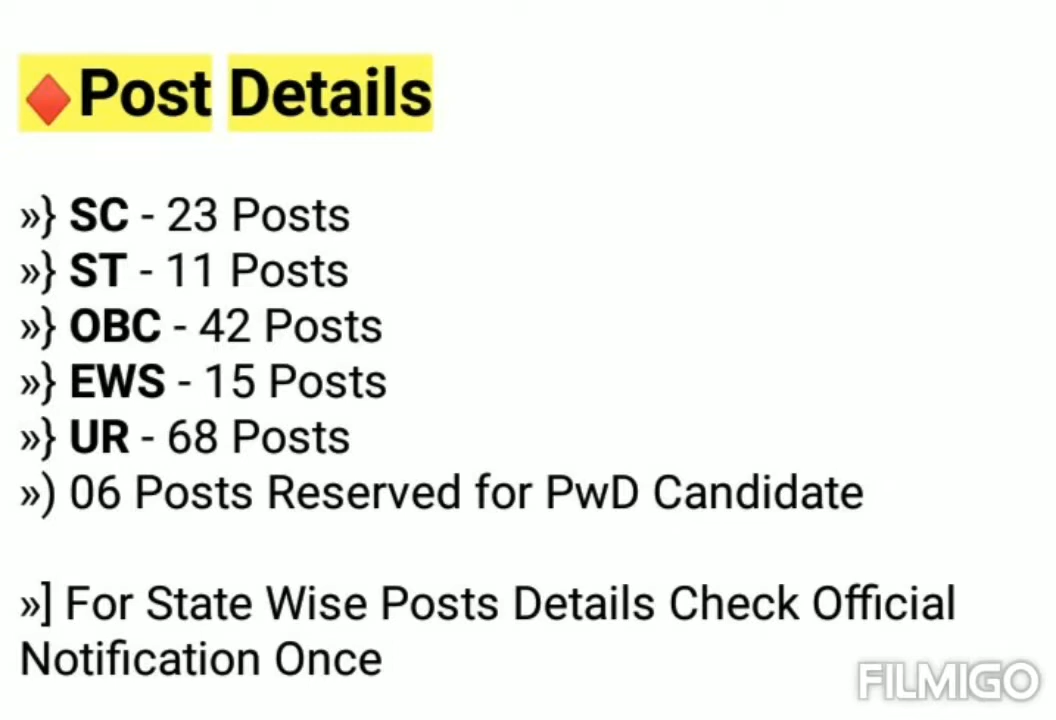 ♦Post Details
»} SC - 23 Posts
»} ST - 11 Posts
»} OBC - 42 Posts
»} EWS - 15 Posts
»} UR - 68 Posts
») 06 Posts Reserved for PwD Candidate
»] For State Wise Posts Details Check Official
Notification Once
FILMIGO